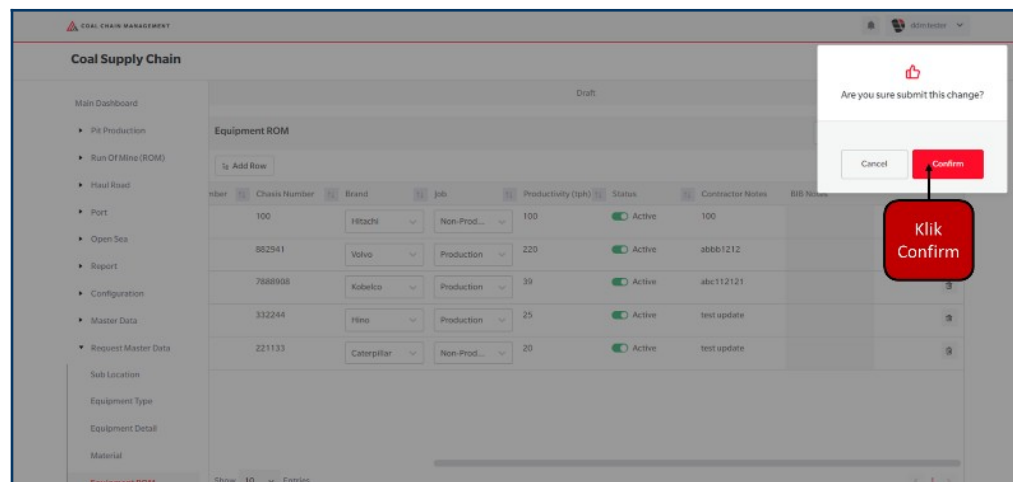 COAL CHAIN MANAGEMENT
ddmtester
Coal Supply Chain
Are you sure submit this change?
Cancel
Confirm
Klik
Confirm
Main Dashboard
Pit Production
Run Of Mine (ROM)
Haul Road
Port
Open Sea
Report
Configuration
Master Data
Request Master Data
Sub Location
Equipment Type
Equipment Detail
Material
Equipment ROM
Draft
Equipment ROM
Add Row
mber Chasis Number Brand Job Productivity (tph) Status Contractor Notes BIB Notes
100 Hitachi Non-Prod... 100 Active 100
882941 Volvo Production 220 Active abbb1212
7888908 Kobelco Production 39 Active abc112121
332244 Hino Production 25 Active test update
221133 Caterpillar Non-Prod... 20 Active test update
Show 10 Entries
1